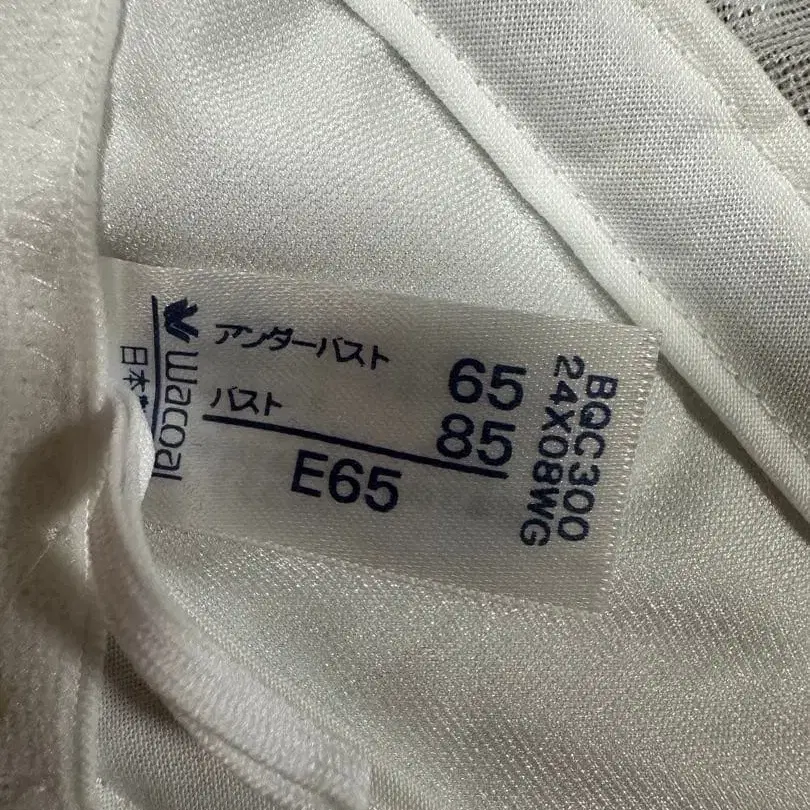 アンダーバスト 65
バスト 85
E65
BQC300
24X08WG
Wacoal
日本